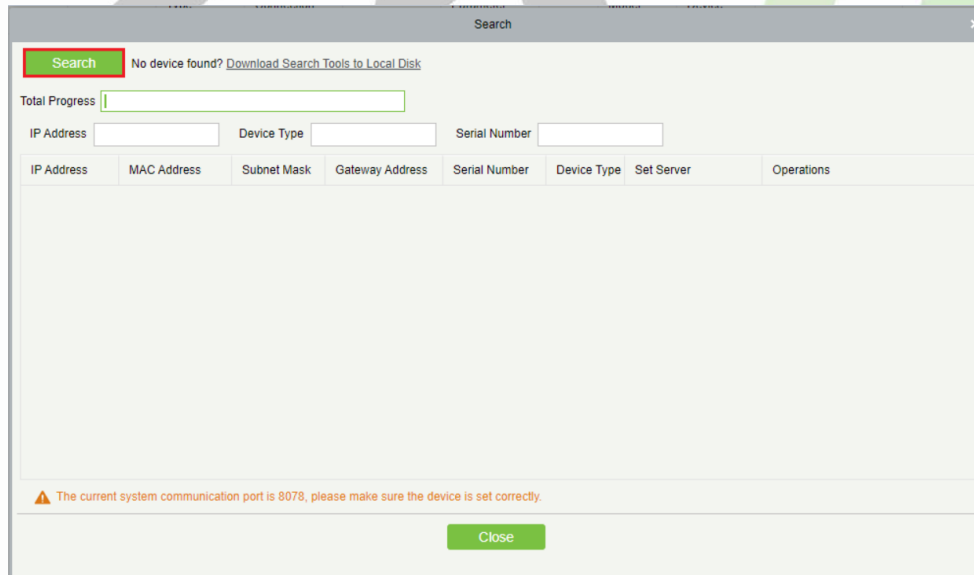 Search
Search No device found? Download Search Tools to Local Disk
Total Progress
IP Address Device Type Serial Number
IP Address MAC Address Subnet Mask Gateway Address Serial Number Device Type Set Server Operations
The current system communication port is 8078, please make sure the device is set correctly.
Close